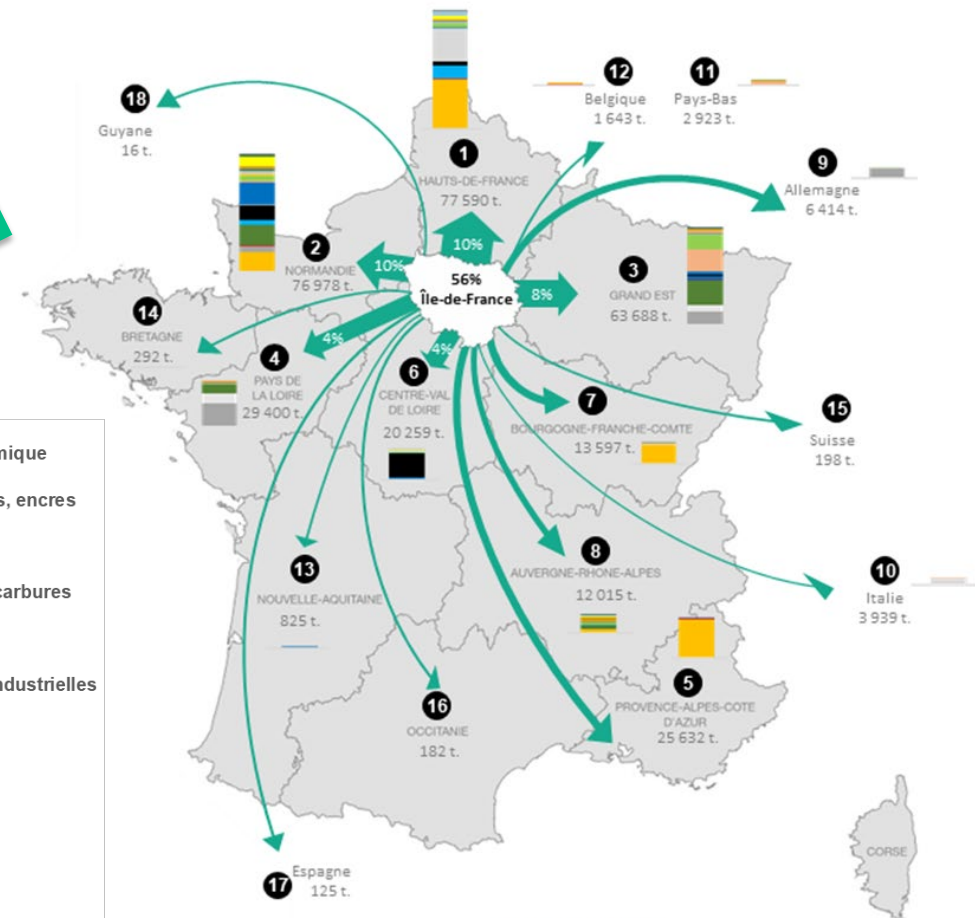 18
Guyane
16 t.
12
Belgique
1 643 t.
11
Pays-Bas
2 923 t.
1
HAUTS-DE-FRANCE
77 590 t.
9
Allemagne
6 414 t.
2
NORMANDIE
76 978 t.
10%
10%
56%
Île-de-France
8%
3
GRAND EST
63 688 t.
14
BRETAGNE
292 t.
4%
4
PAYS DE
LA LOIRE
29 400 t.
4%
6
CENTRE-VAL
DE LOIRE
20 259 t.
7
BOURGOGNE-FRANCHE-COMTE
13 597 t.
15
Suisse
198 t.
mique
s, encres
carbures
ndustrielles
13
NOUVELLE-AQUITAINE
825 t.
8
AUVERGNE-RHONE-ALPES
12 015 t.
10
Italie
3 939 t.
5
PROVENCE-ALPES-COTE
D'AZUR
25 632 t.
16
OCCITANIE
182 t.
17
Espagne
125 t.
CORSE